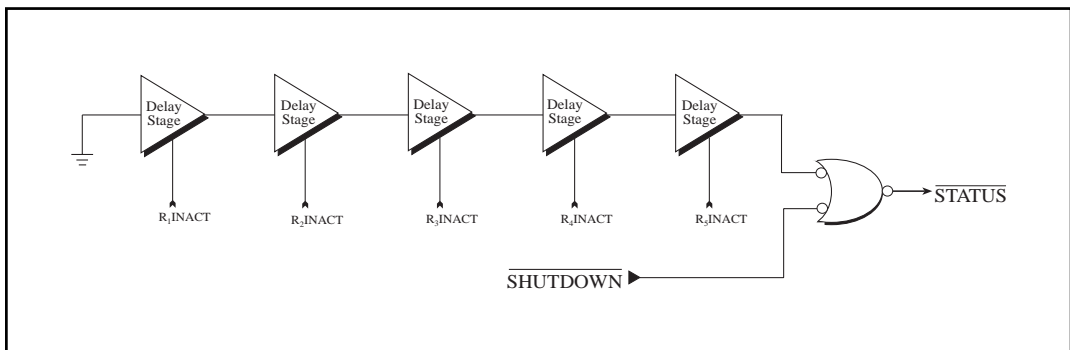 Delay
Stage
Delay
Stage
Delay
Stage
Delay
Stage
Delay
Stage
R₁INACT
R₂INACT
R₃INACT
R₄INACT
R₅INACT
STATUS
SHUTDOWN